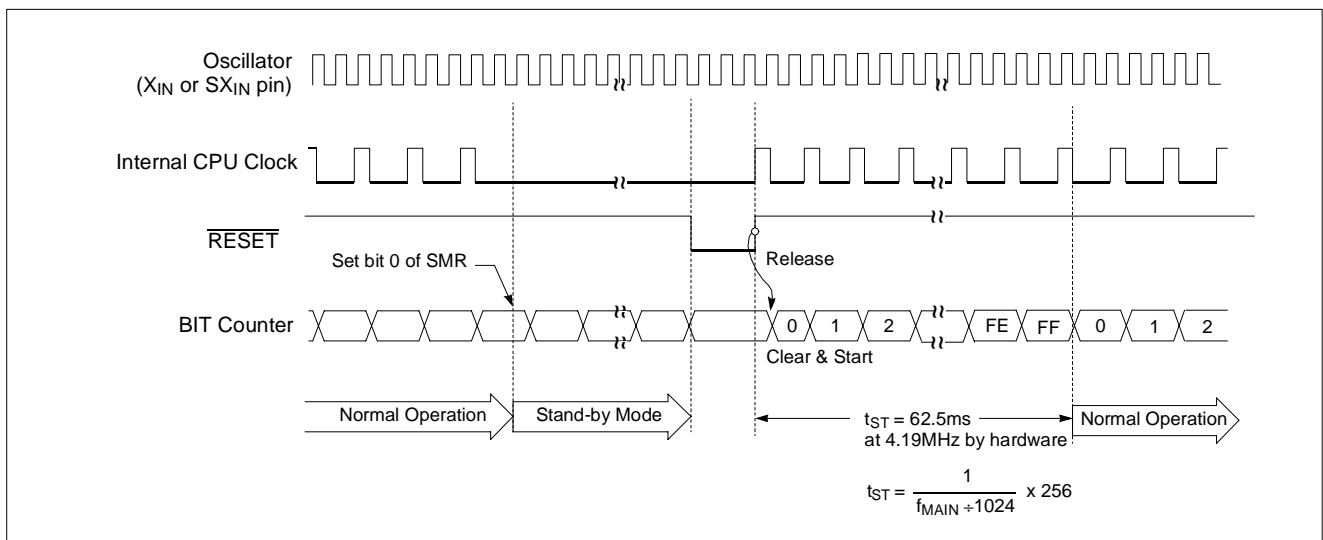 Oscillator
(XIN or SXIN pin)
Internal CPU Clock
RESET
Set bit 0 of SMR
Release
BIT Counter
0 1 2 FE FF 0 1 2
Clear & Start
Normal Operation
Stand-by Mode
tST = 62.5ms
at 4.19MHz by hardware
Normal Operation
tST = 1 / fMAIN ÷1024 x 256